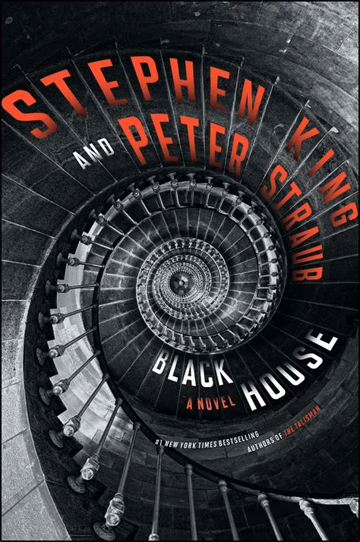 STEPHEN KING
AND PETER STRAUB
BLACK HOUSE
A NOVEL
#1 NEW YORK TIMES BESTSELLING
AUTHORS OF THE TALISMAN